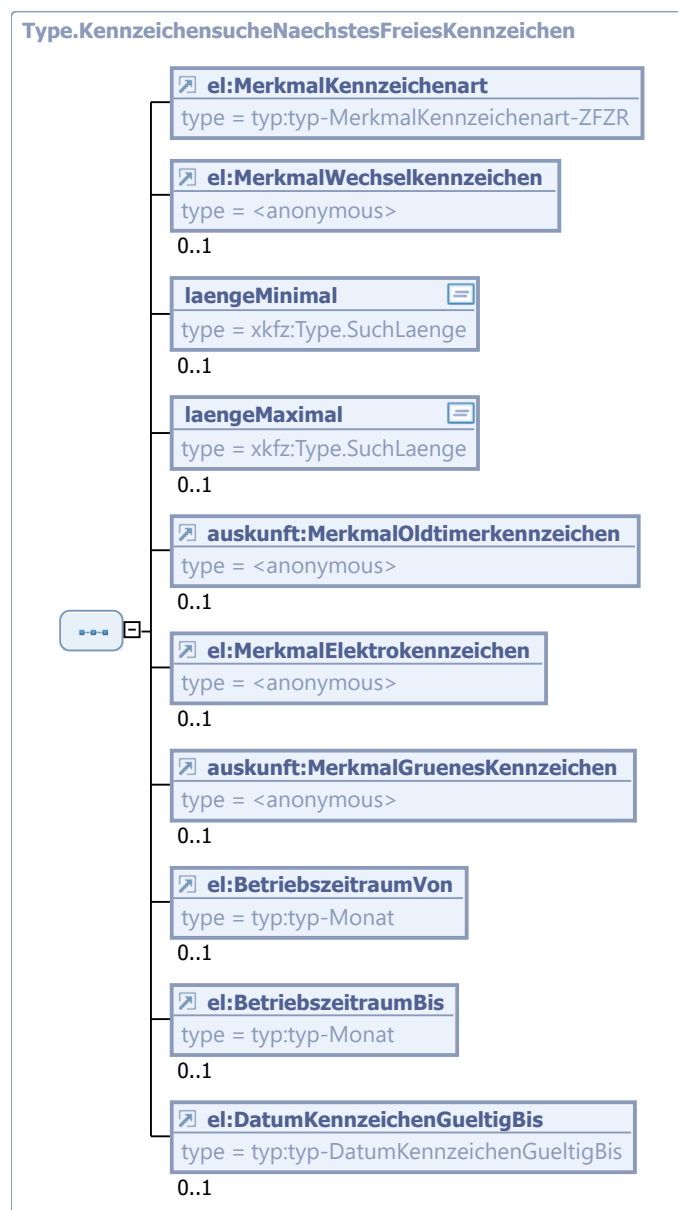 Type.KennzeichensucheNaechstesFreiesKennzeichen
el:MerkmalKennzeichenart
type = typ:typ-MerkmalKennzeichenart-ZFZR
el:MerkmalWechselkennzeichen
type = <anonymous>
0..1
laengeMinimal
type = xkfz:Type.SuchLaenge
0..1
laengeMaximal
type = xkfz:Type.SuchLaenge
0..1
auskunft:MerkmalOldtimerkennzeichen
type = <anonymous>
0..1
el:MerkmalElektrokennzeichen
type = <anonymous>
0..1
auskunft:MerkmalGruenesKennzeichen
type = <anonymous>
0..1
el:BetriebszeitraumVon
type = typ:typ-Monat
0..1
el:BetriebszeitraumBis
type = typ:typ-Monat
0..1
el:DatumKennzeichenGueltigBis
type = typ:typ-DatumKennzeichenGueltigBis
0..1